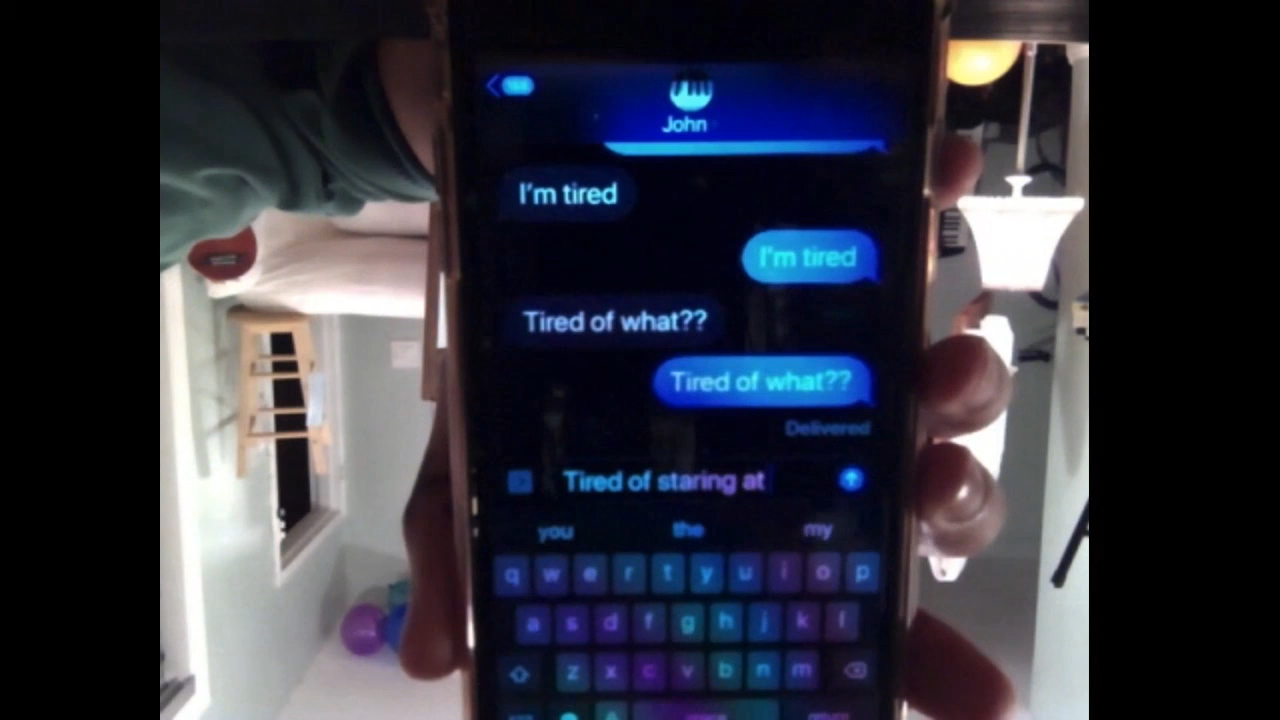 John
I'm tired
I'm tired
Tired of what??
Tired of what??
Delivered
Tired of staring at
you the my
q w e r t y u i o p
a s d f g h j k l
z x c v b n m